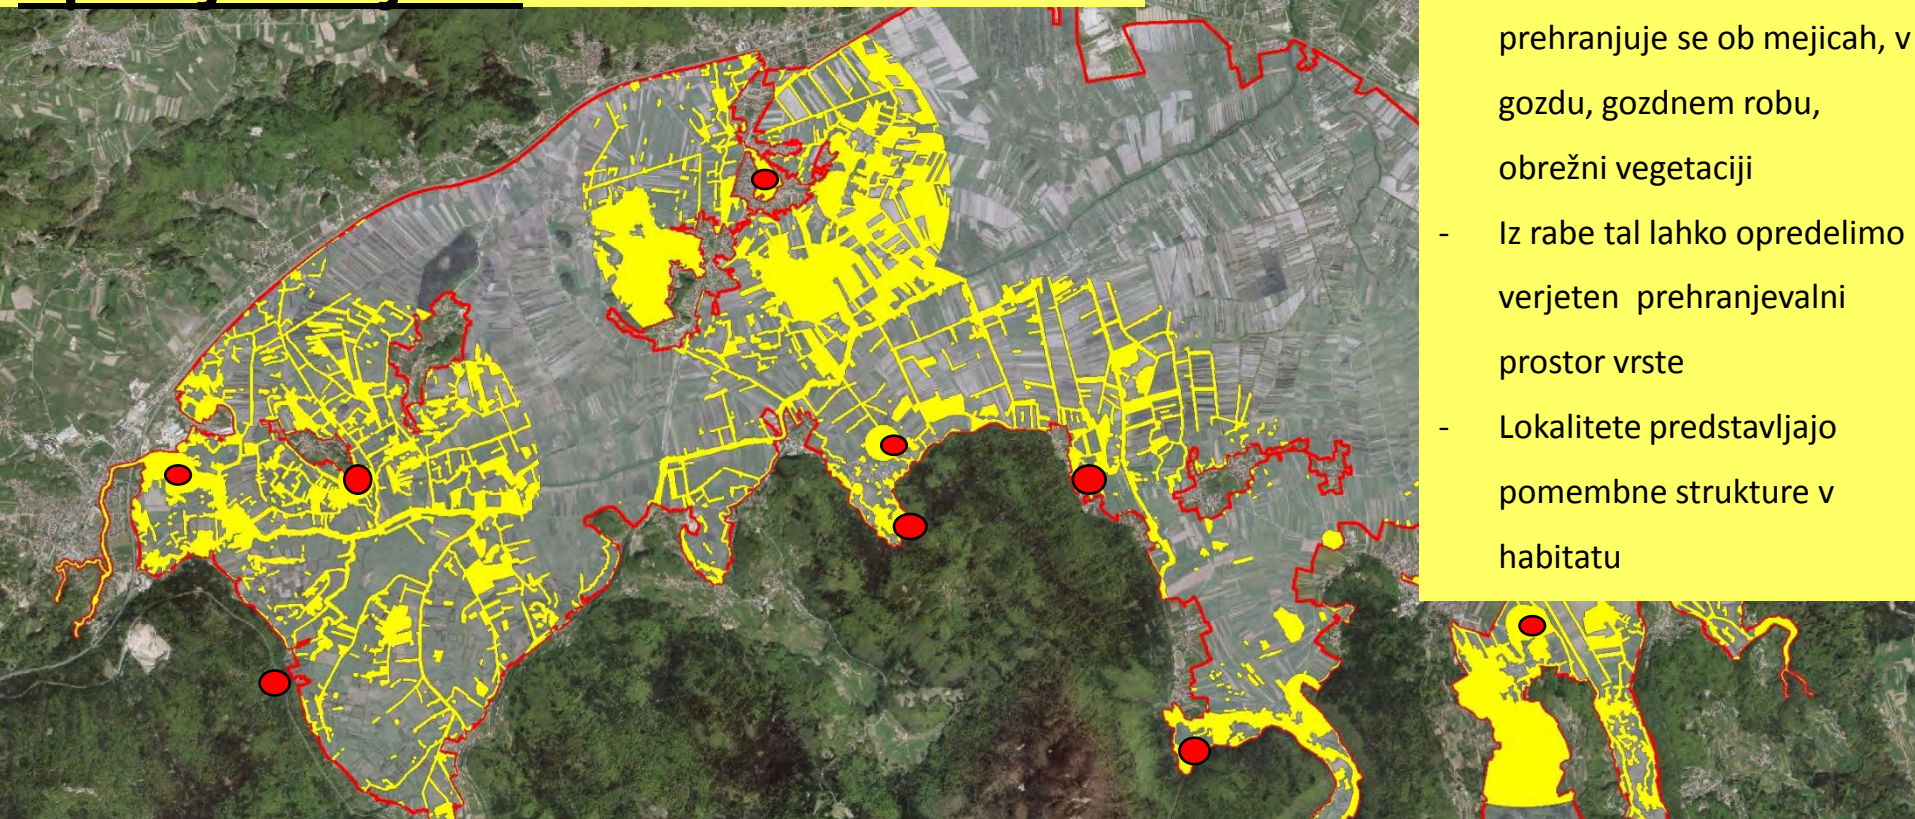 prehranjuje se ob mejicah, v
gozdu, gozdnem robu,
obrežni vegetaciji
- Iz rabe tal lahko opredelimo
verjeten prehranjevalni
prostor vrste
- Lokalitete predstavljajo
pomembne strukture v
habitatu